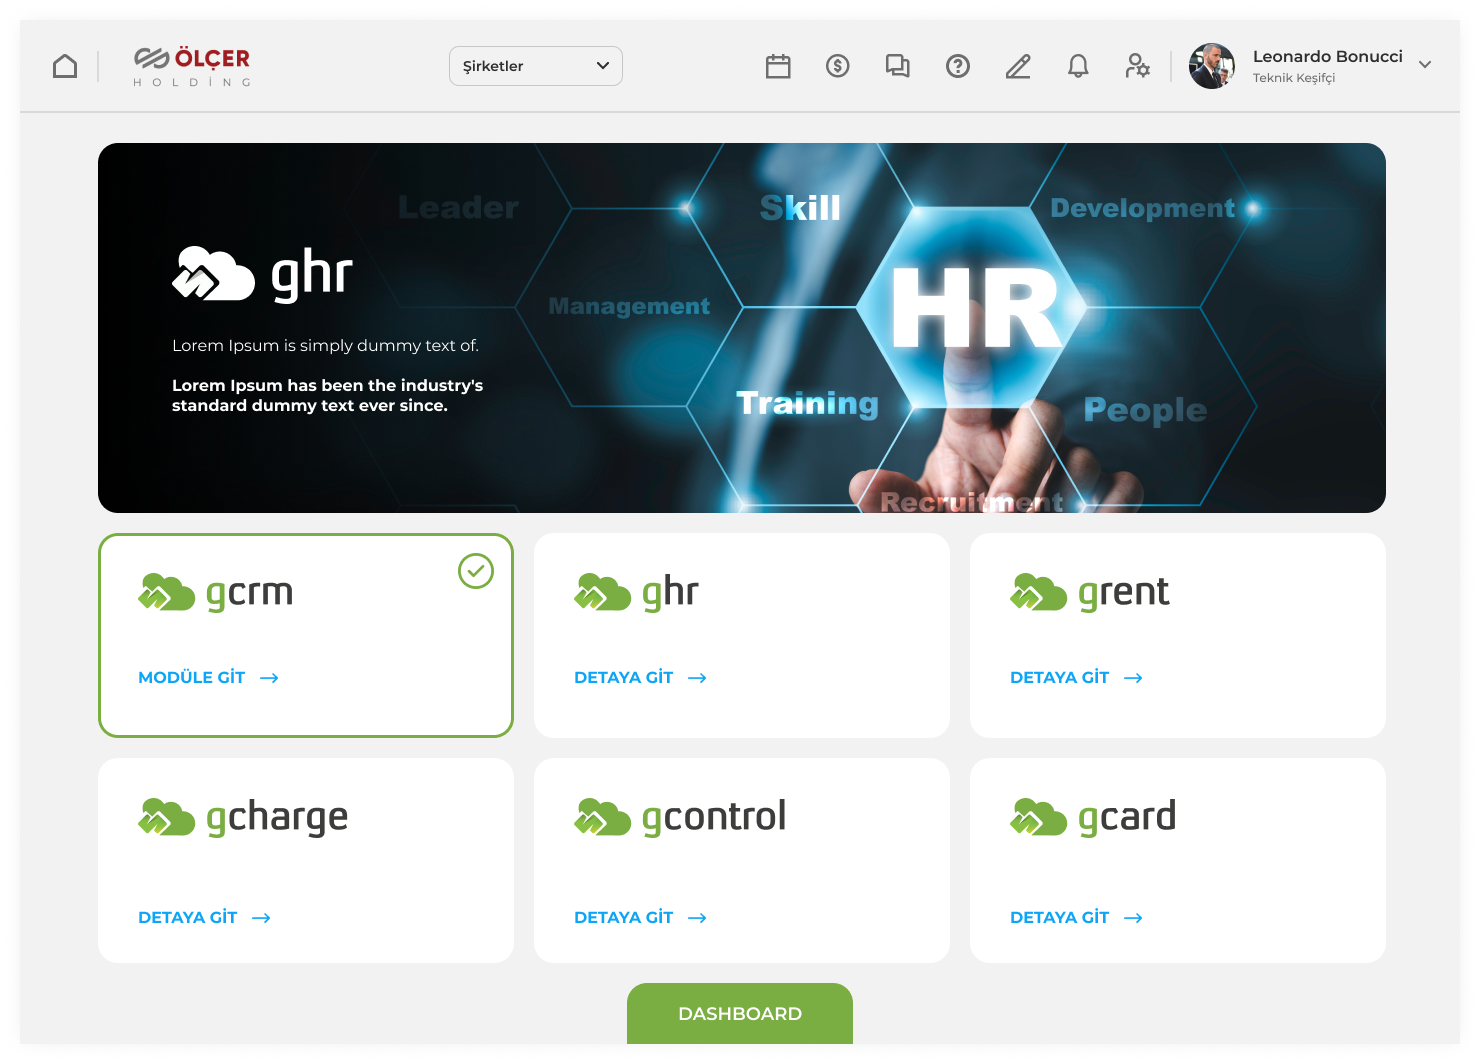 ÖLÇER
HOLDİNG
Şirketler
Leonardo Bonucci
Teknik Keşifçi
Leader
Skill
Development
ghr
Management
HR
Lorem Ipsum is simply dummy text of.
Lorem Ipsum has been the industry's
standard dummy text ever since.
Training
People
Recruitment
gcrm
MODÜLE GİT
ghr
DETAYA GİT
grent
DETAYA GİT
gcharge
DETAYA GİT
gcontrol
DETAYA GİT
gcard
DETAYA GİT
DASHBOARD